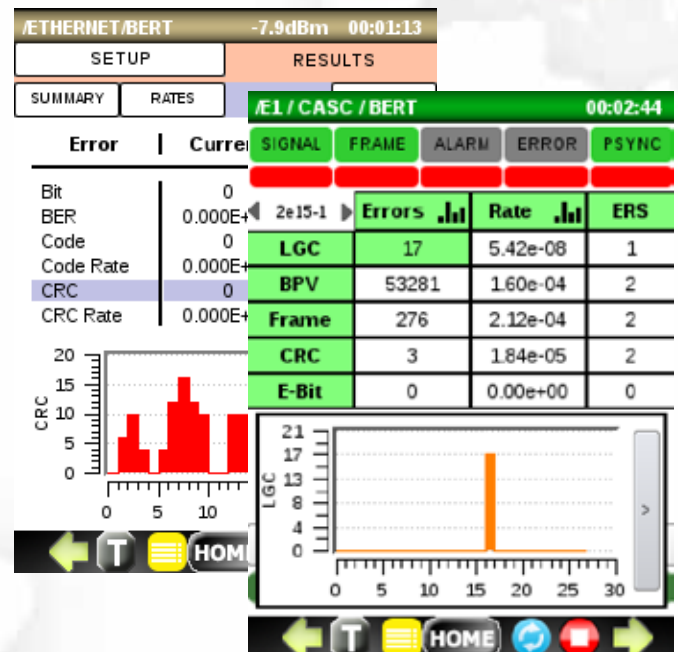 /ETHERNET/BERT -7.9dBm 00:01:13
SETUP RESULTS
SUMMARY RATES
Error Curre
Bit 0
BER 0.000E+
Code 0
Code Rate 0.000E+
CRC 0
CRC Rate 0.000E+
20
15
10
5
0
CRC
0 5 10
T HOM
/E1 / CASC / BERT 00:02:44
SIGNAL FRAME ALARM ERROR PSYNC
2e15-1 Errors Rate ERS
LGC 17 5.42e-08 1
BPV 53281 1.60e-04 2
Frame 276 2.12e-04 2
CRC 3 1.84e-05 2
E-Bit 0 0.00e+00 0
21
17
13
8
4
0
LGC
0 5 10 15 20 25 30
>
T HOME